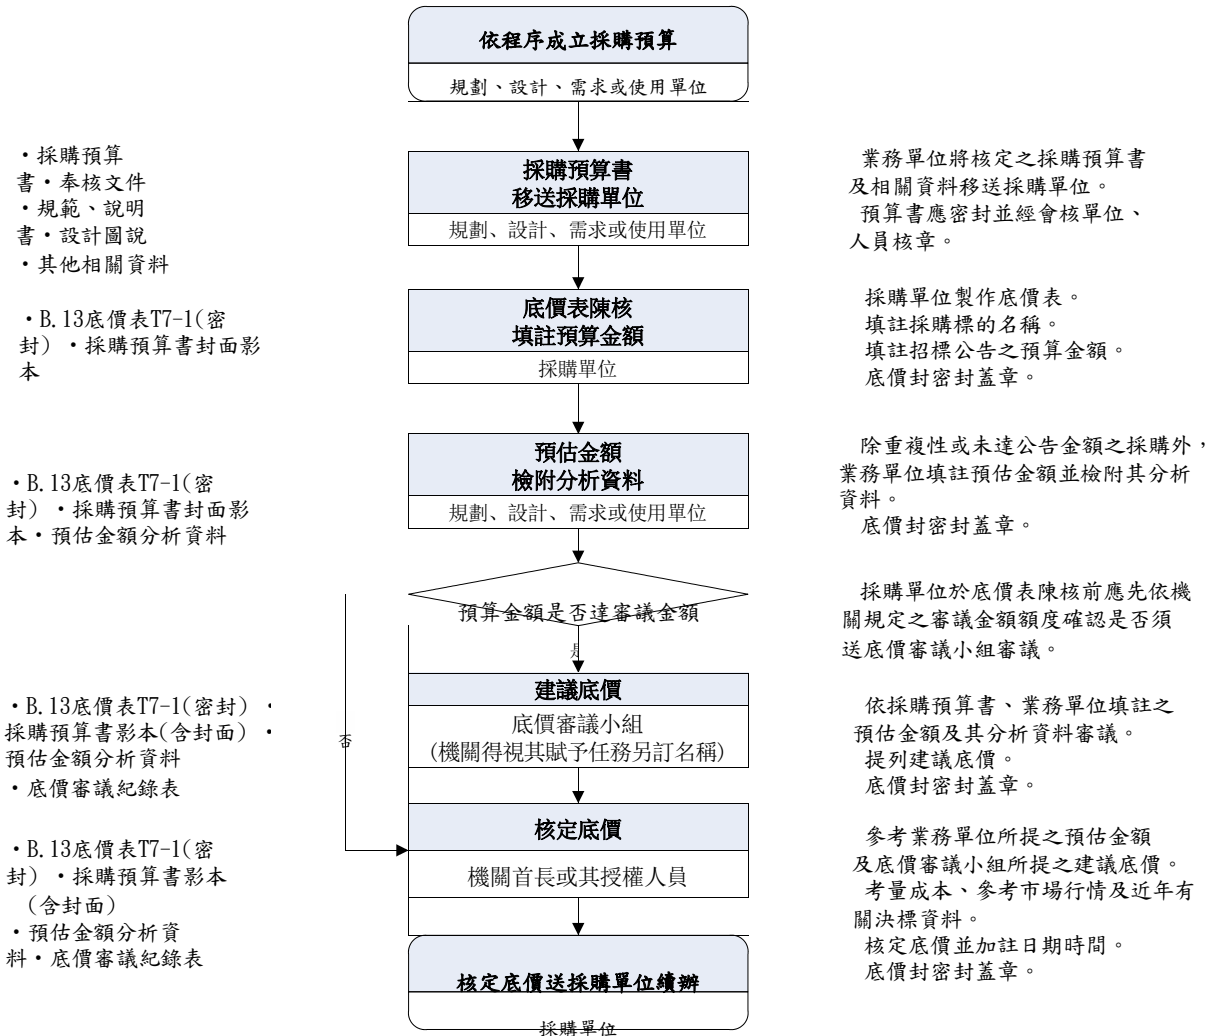 依程序成立採購預算
規劃、設計、需求或使用單位
・採購預算
書・奉核文件
・規範、說明
書・設計圖說
・其他相關資料
採購預算書
移送採購單位
規劃、設計、需求或使用單位
業務單位將核定之採購預算書
及相關資料移送採購單位。
預算書應密封並經會核單位、
人員核章。
・B.13底價表T7-1(密
封)・採購預算書封面影
本
底價表陳核
填註預算金額
採購單位
採購單位製作底價表。
填註採購標的名稱。
填註招標公告之預算金額。
底價封密封蓋章。
・B.13底價表T7-1(密
封)・採購預算書封面影
本・預估金額分析資料
預估金額
檢附分析資料
規劃、設計、需求或使用單位
除重複性或未達公告金額之採購外，
業務單位填註預估金額並檢附其分析
資料。
底價封密封蓋章。
預算金額是否達審議金額
是
否
採購單位於底價表陳核前應先依機
關規定之審議金額額度確認是否須
送底價審議小組審議。
・B.13底價表T7-1(密封)・
採購預算書影本(含封面)・
預估金額分析資料
・底價審議紀錄表
建議底價
底價審議小組
(機關得視其賦予任務另訂名稱)
依採購預算書、業務單位填註之
預估金額及其分析資料審議。
提列建議底價。
底價封密封蓋章。
・B.13底價表T7-1(密
封)・採購預算書影本
(含封面)
・預估金額分析資
料・底價審議紀錄表
核定底價
機關首長或其授權人員
參考業務單位所提之預估金額
及底價審議小組所提之建議底價。
考量成本、參考市場行情及近年有
關決標資料。
核定底價並加註日期時間。
底價封密封蓋章。
核定底價送採購單位續辦
採購單位